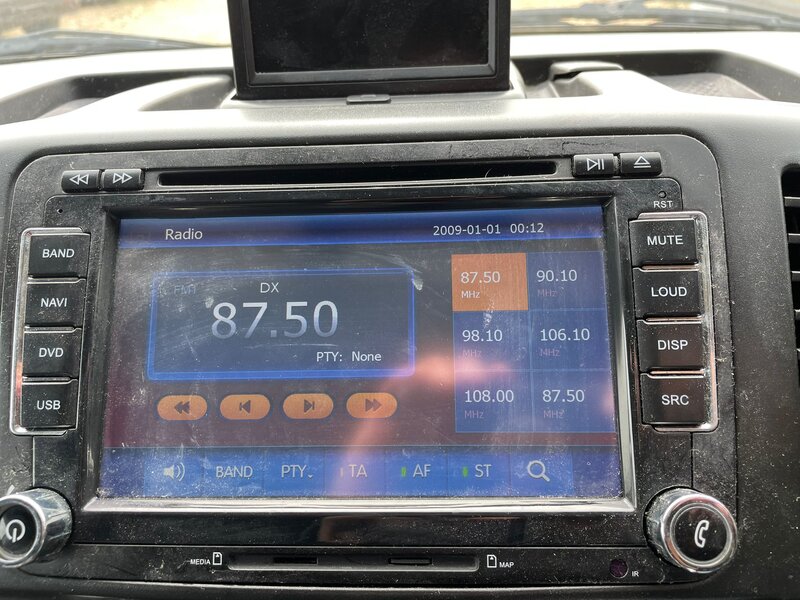 RST
Radio 2009-01-01 00:12
BAND
NAVI
DVD
USB
FM1 DX
87.50
PTY: None
87.50 MHz
90.10 MHz
98.10 MHz
106.10 MHz
108.00 MHz
87.50 MHz
MUTE
LOUD
DISP
SRC
BAND PTY TA AF ST
MEDIA MAP IR